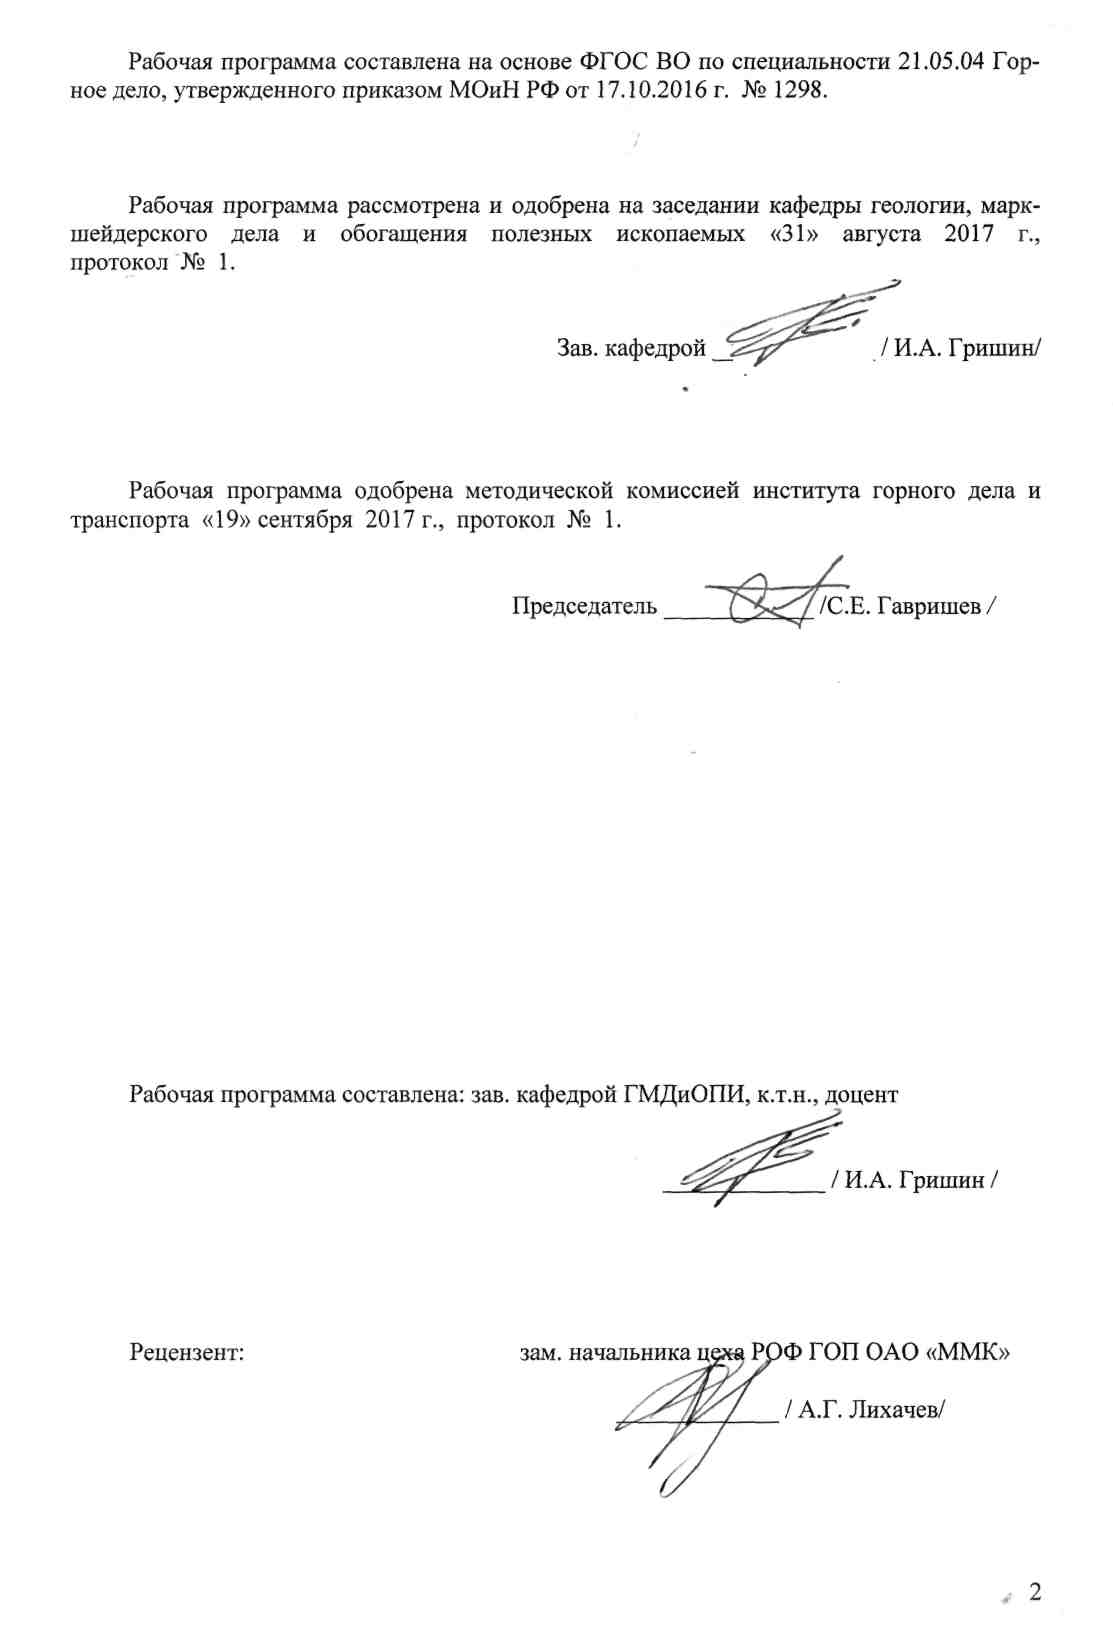 Рабочая программа составлена на основе ФГОС ВО по специальности 21.05.04 Гор-
ное дело, утвержденного приказом МОиН РФ от 17.10.2016 г. № 1298.
Рабочая программа рассмотрена и одобрена на заседании кафедры геологии, марк-
шейдерского дела и обогащения полезных ископаемых «31» августа 2017 г.,
протокол № 1.
Зав. кафедрой / И.А. Гришин/
Рабочая программа одобрена методической комиссией института горного дела и
транспорта «19» сентября 2017 г., протокол № 1.
Председатель ____________ /С.Е. Гавришев /
Рабочая программа составлена: зав. кафедрой ГМДиОПИ, к.т.н., доцент
____________ / И.А. Гришин /
Рецензент: зам. начальника цеха РОФ ГОП ОАО «ММК»
____________ / А.Г. Лихачев/
2